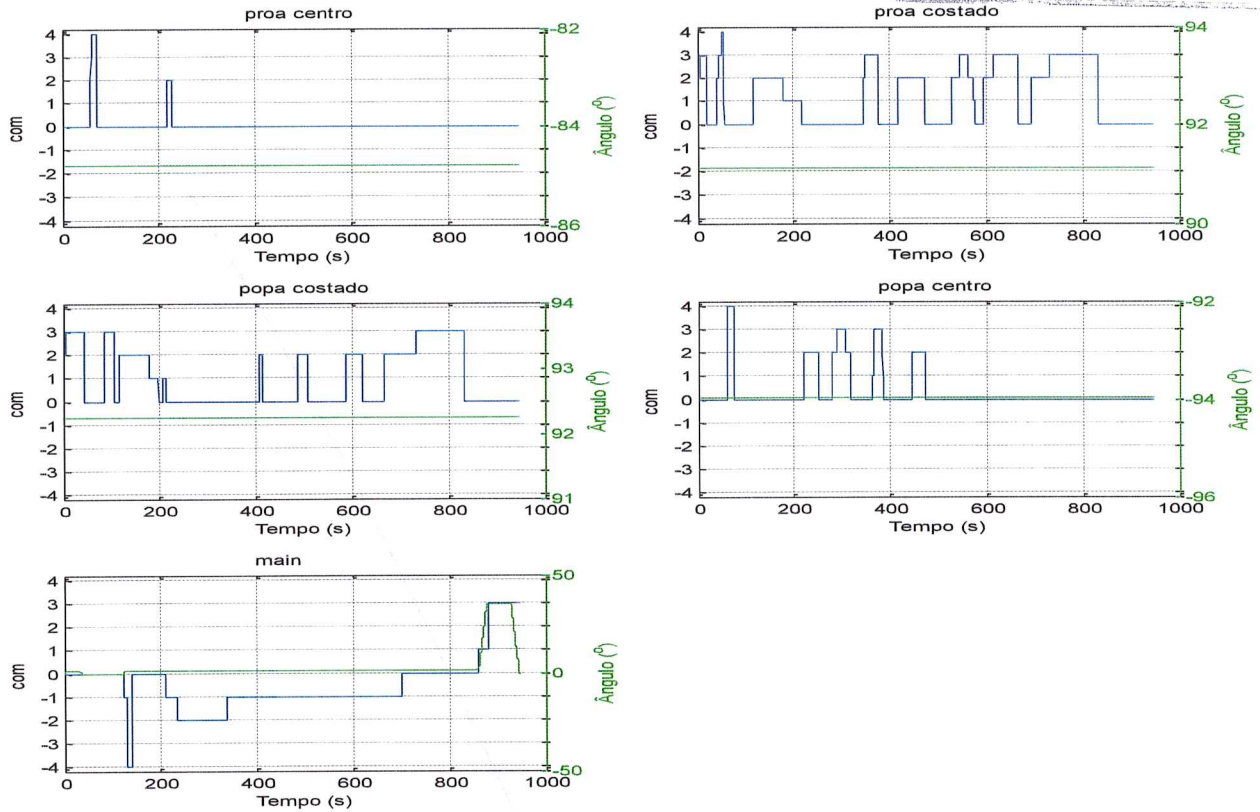 proa centro
4
3
2
1
0
-1
-2
-3
-4
com
-82
-84
-86
Ângulo (º)
0 200 400 600 800 1000
Tempo (s)
proa costado
4
3
2
1
0
-1
-2
-3
-4
com
94
92
90
Ângulo (º)
0 200 400 600 800 1000
Tempo (s)
popa costado
4
3
2
1
0
-1
-2
-3
-4
com
94
93
92
91
Ângulo (º)
0 200 400 600 800 1000
Tempo (s)
popa centro
4
3
2
1
0
-1
-2
-3
-4
com
-92
-94
-96
Ângulo (º)
0 200 400 600 800 1000
Tempo (s)
main
4
3
2
1
0
-1
-2
-3
-4
com
50
0
-50
Ângulo (º)
0 200 400 600 800 1000
Tempo (s)